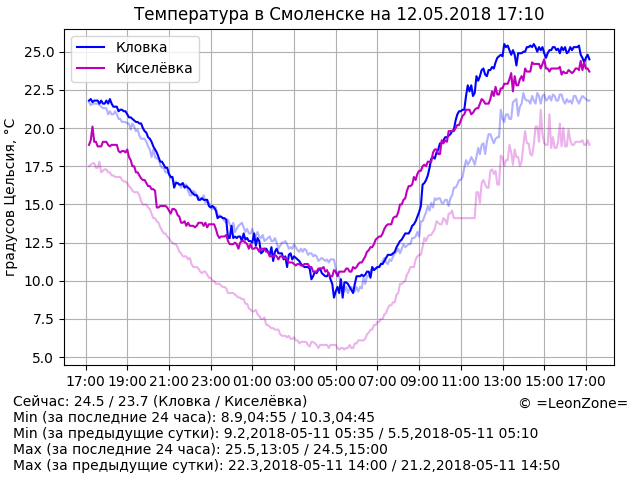 Температура в Смоленске на 12.05.2018 17:10
Кловка
Киселёвка
градусов Цельсия, °C
25.0
22.5
20.0
17.5
15.0
12.5
10.0
7.5
5.0
17:00 19:00 21:00 23:00 01:00 03:00 05:00 07:00 09:00 11:00 13:00 15:00 17:00
Сейчас: 24.5 / 23.7 (Кловка / Киселёвка)
© =LeonZone=
Min (за последние 24 часа): 8.9,04:55 / 10.3,04:45
Min (за предыдущие сутки): 9.2,2018-05-11 05:35 / 5.5,2018-05-11 05:10
Max (за последние 24 часа): 25.5,13:05 / 24.5,15:00
Max (за предыдущие сутки): 22.3,2018-05-11 14:00 / 21.2,2018-05-11 14:50